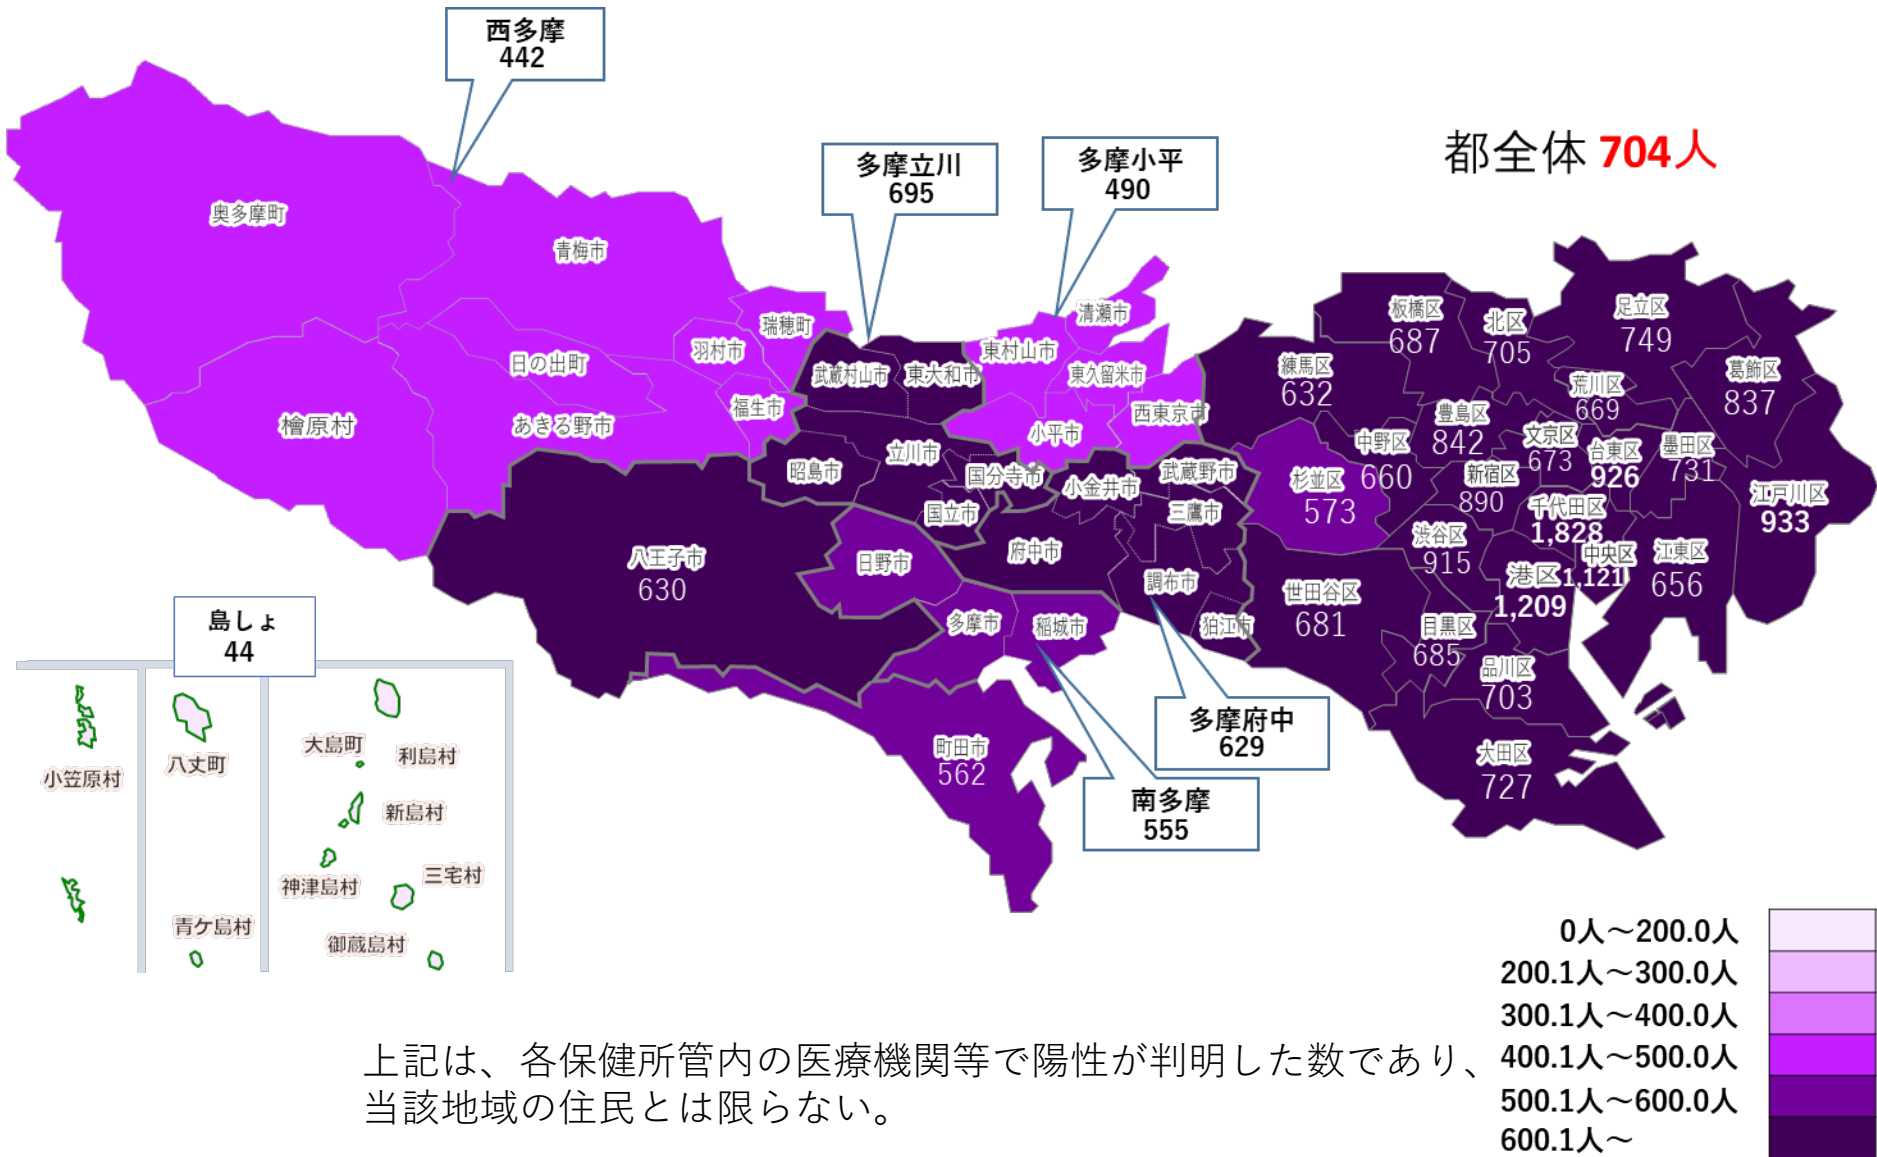 西多摩
442
多摩立川
695
多摩小平
490
都全体 704人
奥多摩町
青梅市
瑞穂町
羽村市
日の出町
福生市
あきる野市
檜原村
武蔵村山市
東大和市
東村山市
清瀬市
東久留米市
西東京市
小平市
昭島市
立川市
国分寺市
国立市
小金井市
武蔵野市
三鷹市
府中市
調布市
狛江市
八王子市
630
日野市
多摩市
稲城市
町田市
562
多摩府中
629
南多摩
555
板橋区
687
北区
705
足立区
749
練馬区
632
荒川区
669
葛飾区
837
豊島区
842
中野区
660
文京区
673
台東区
926
墨田区
731
杉並区
573
新宿区
890
千代田区
1,828
江戸川区
933
渋谷区
915
中央区
1,121
江東区
656
港区
1,209
世田谷区
681
目黒区
685
品川区
703
大田区
727
島しょ
44
小笠原村
八丈町
青ケ島村
大島町
利島村
新島村
神津島村
三宅村
御蔵島村
0人～200.0人
200.1人～300.0人
300.1人～400.0人
400.1人～500.0人
500.1人～600.0人
600.1人～
上記は、各保健所管内の医療機関等で陽性が判明した数であり、
当該地域の住民とは限らない。